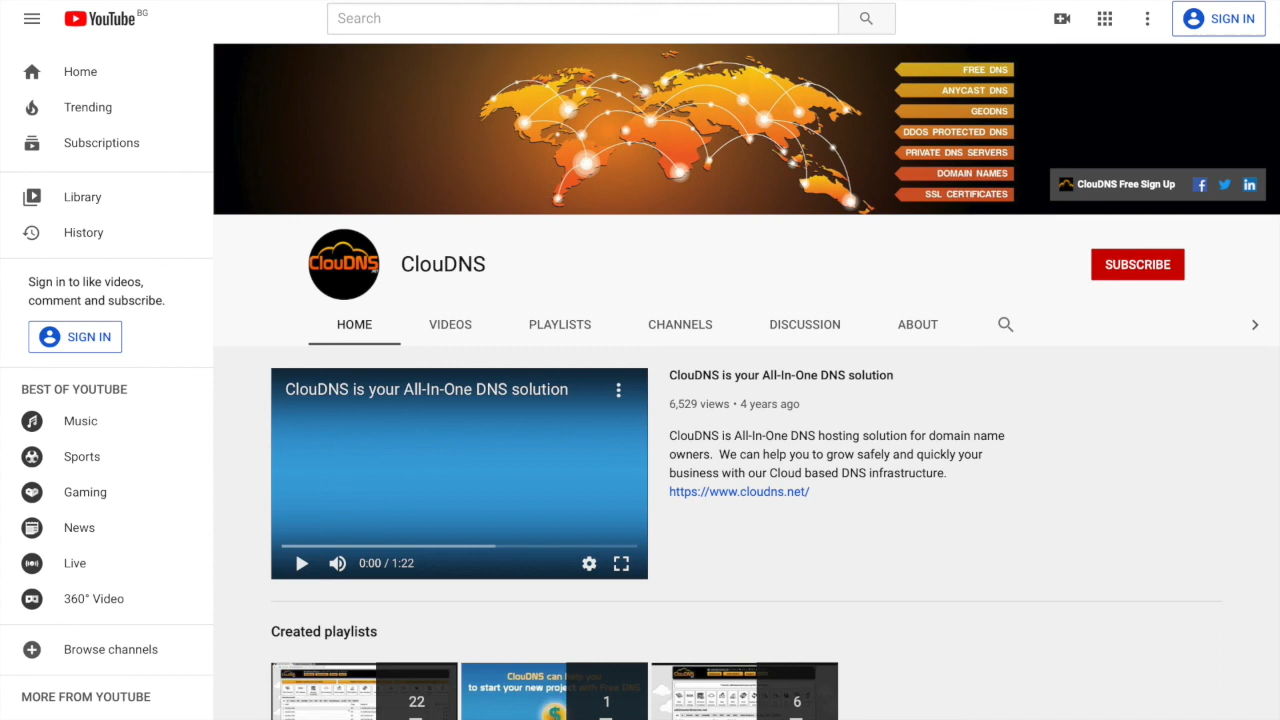 YouTube BG
Search
SIGN IN
Home
Trending
Subscriptions
Library
History
Sign in to like videos,
comment and subscribe.
SIGN IN
BEST OF YOUTUBE
Music
Sports
Gaming
News
Live
360° Video
Browse channels
MORE FROM YOUTUBE
FREE DNS
ANYCAST DNS
GEODNS
DDOS PROTECTED DNS
PRIVATE DNS SERVERS
DOMAIN NAMES
SSL CERTIFICATES
ClouDNS Free Sign Up
ClouDNS
ClouDNS
SUBSCRIBE
HOME VIDEOS PLAYLISTS CHANNELS DISCUSSION ABOUT
ClouDNS is your All-In-One DNS solution
0:00 / 1:22
ClouDNS is your All-In-One DNS solution
6,529 views • 4 years ago
ClouDNS is All-In-One DNS hosting solution for domain name
owners. We can help you to grow safely and quickly your
business with our Cloud based DNS infrastructure.
https://www.cloudns.net/
Created playlists
22
ClouDNS can help you
to start your new project with Free DNS
1
6